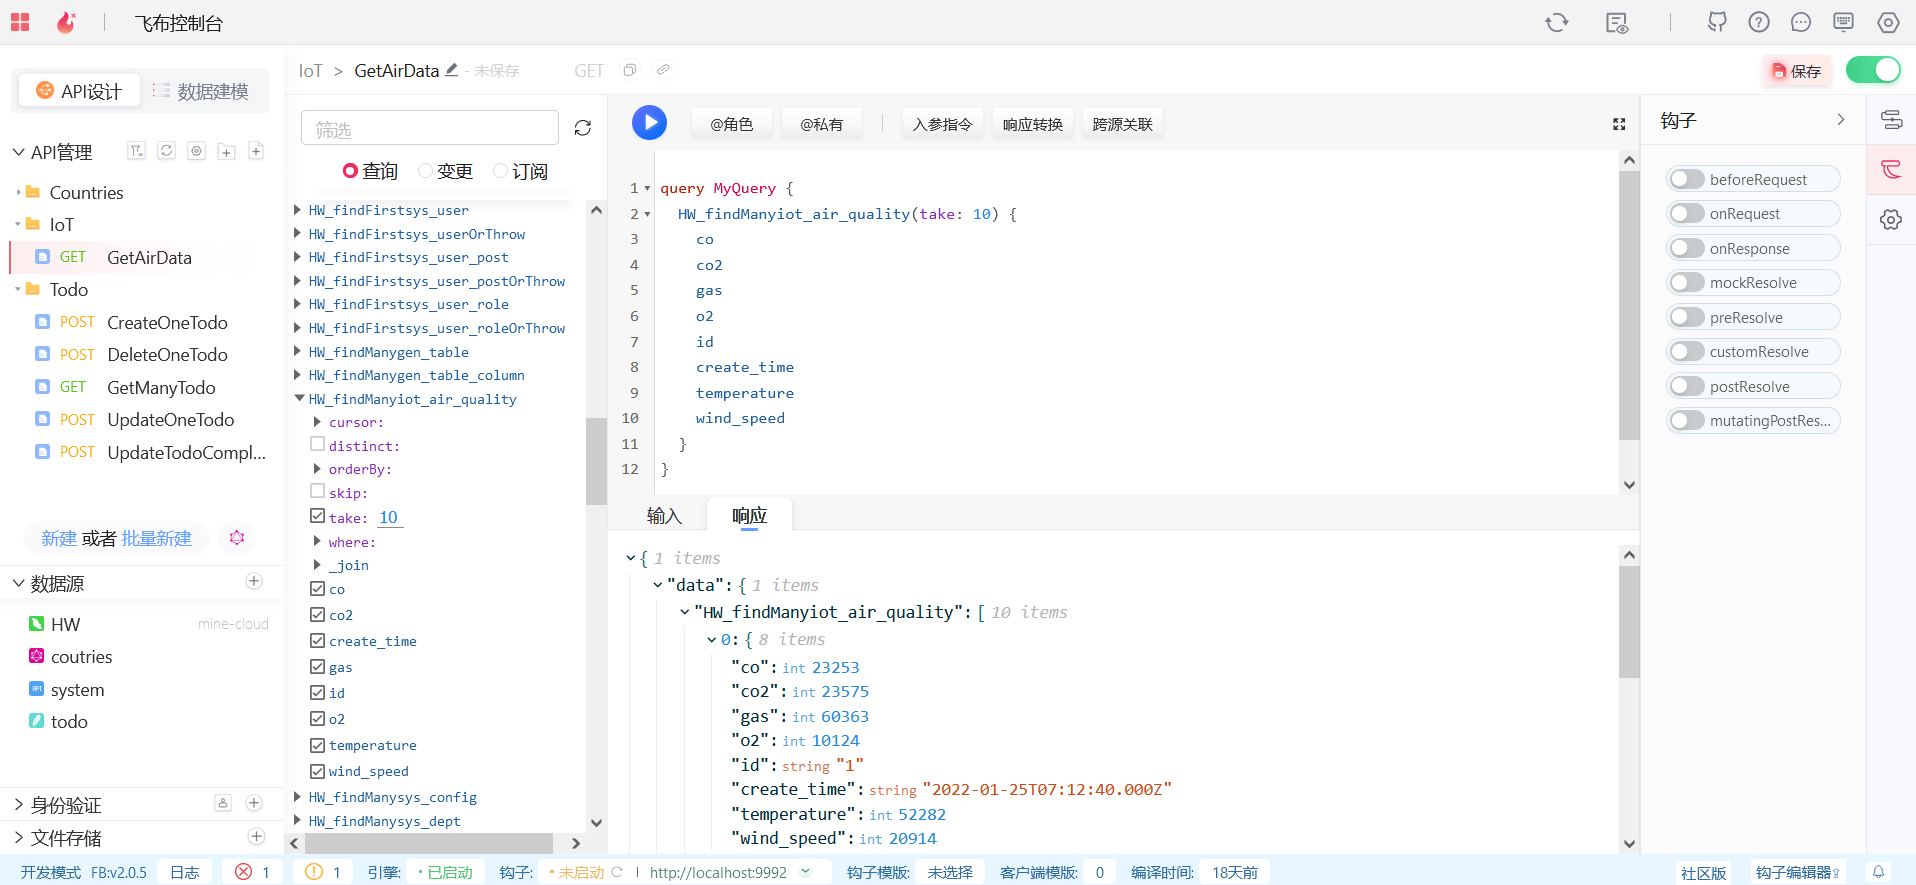 飞布控制台
API设计
数据建模
API管理
Countries
IoT
GET GetAirData
Todo
POST CreateOneTodo
POST DeleteOneTodo
GET GetManyTodo
POST UpdateOneTodo
POST UpdateTodoCompl...
新建 或者 批量新建
数据源
HW mine-cloud
coutries
API system
todo
身份验证
文件存储
IoT > GetAirData - 未保存 GET
保存
筛选
查询 变更 订阅
HW_findFirstsys_user
HW_findFirstsys_userOrThrow
HW_findFirstsys_user_post
HW_findFirstsys_user_postOrThrow
HW_findFirstsys_user_role
HW_findFirstsys_user_roleOrThrow
HW_findManygen_table
HW_findManygen_table_column
HW_findManyiot_air_quality
cursor:
distinct:
orderBy:
skip:
take: 10
where:
_join
co
co2
create_time
gas
id
o2
temperature
wind_speed
HW_findManysys_config
HW_findManysys_dept
@角色 @私有 入参指令 响应转换 跨源关联
1 query MyQuery {
2 HW_findManyiot_air_quality(take: 10) {
3 co
4 co2
5 gas
6 o2
7 id
8 create_time
9 temperature
10 wind_speed
11 }
12 }
输入 响应
{ 1 items
"data": { 1 items
"HW_findManyiot_air_quality": [ 10 items
0: { 8 items
"co": int 23253
"co2": int 23575
"gas": int 60363
"o2": int 10124
"id": string "1"
"create_time": string "2022-01-25T07:12:40.000Z"
"temperature": int 52282
"wind_speed": int 20914
钩子
beforeRequest
onRequest
onResponse
mockResolve
preResolve
customResolve
postResolve
mutatingPostRes...
开发模式 FB:v2.0.5 日志 1 1 引擎: 已启动 钩子: 未启动 http://localhost:9992 钩子模版: 未选择 客户端模版: 0 编译时间: 18天前 社区版 钩子编辑器